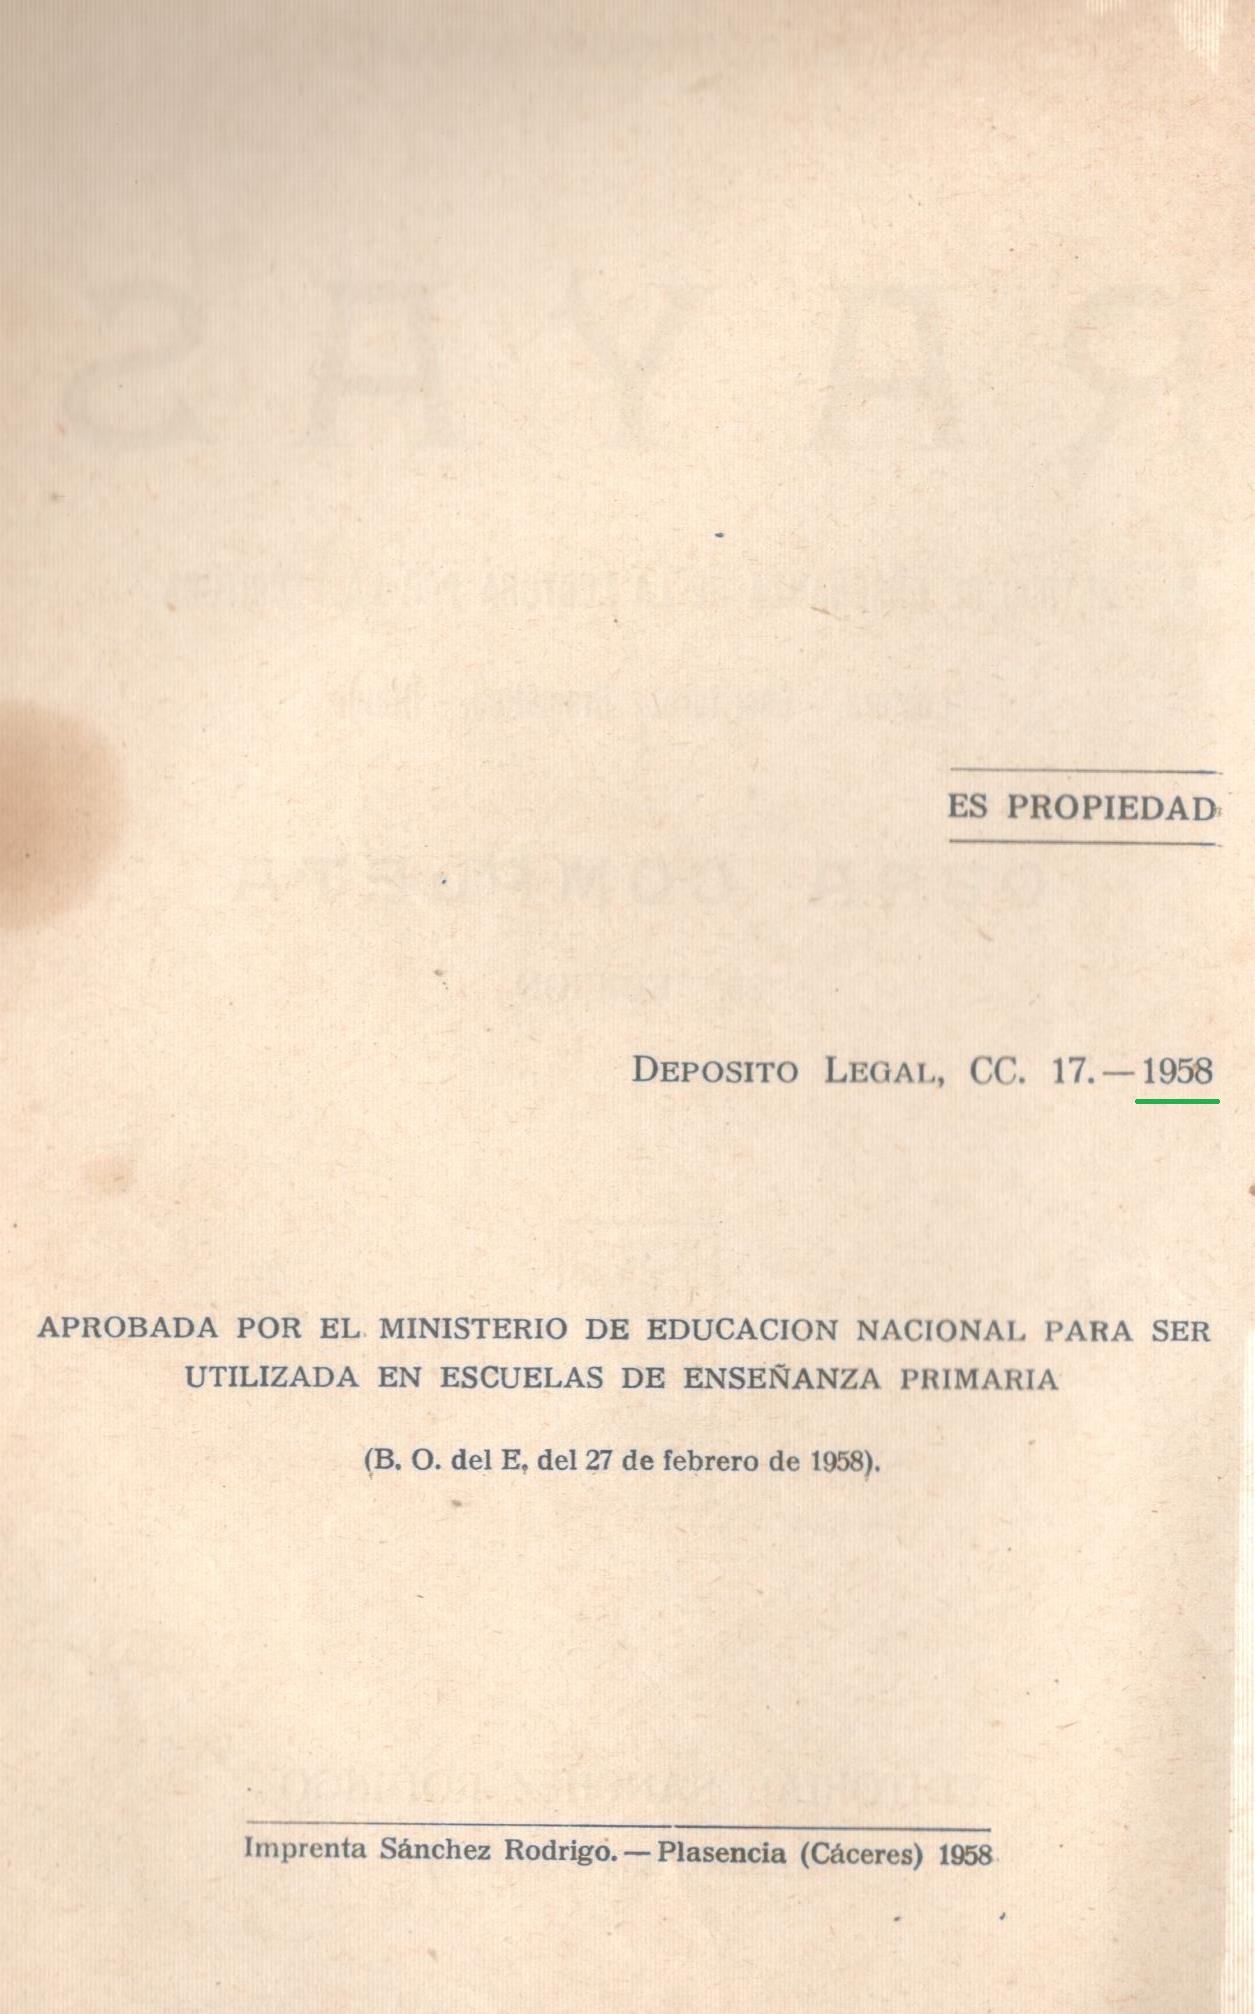 ES PROPIEDAD
DEPOSITO LEGAL, CC. 17.—1958
APROBADA POR EL MINISTERIO DE EDUCACION NACIONAL PARA SER
UTILIZADA EN ESCUELAS DE ENSEÑANZA PRIMARIA
(B. O. del E, del 27 de febrero de 1958).
Imprenta Sánchez Rodrigo.—Plasencia (Cáceres) 1958